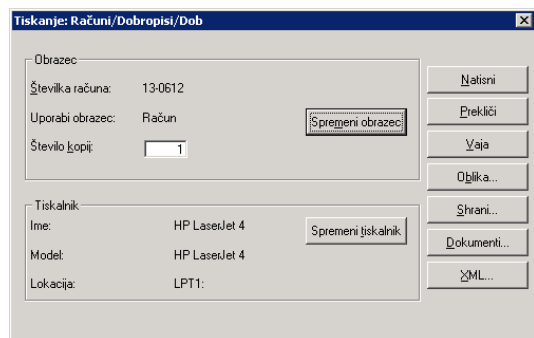 Tiskanje: Računi/Dobropisi/Dob
Obrazec
Številka računa: 13-0612
Uporabi obrazec: Račun
Število kopij: 1
Spremeni obrazec
Tiskalnik
Ime: HP LaserJet 4
Model: HP LaserJet 4
Lokacija: LPT1:
Spremeni tiskalnik
Natisni
Prekliči
Vaja
Oblika...
Shrani...
Dokumenti...
XML...